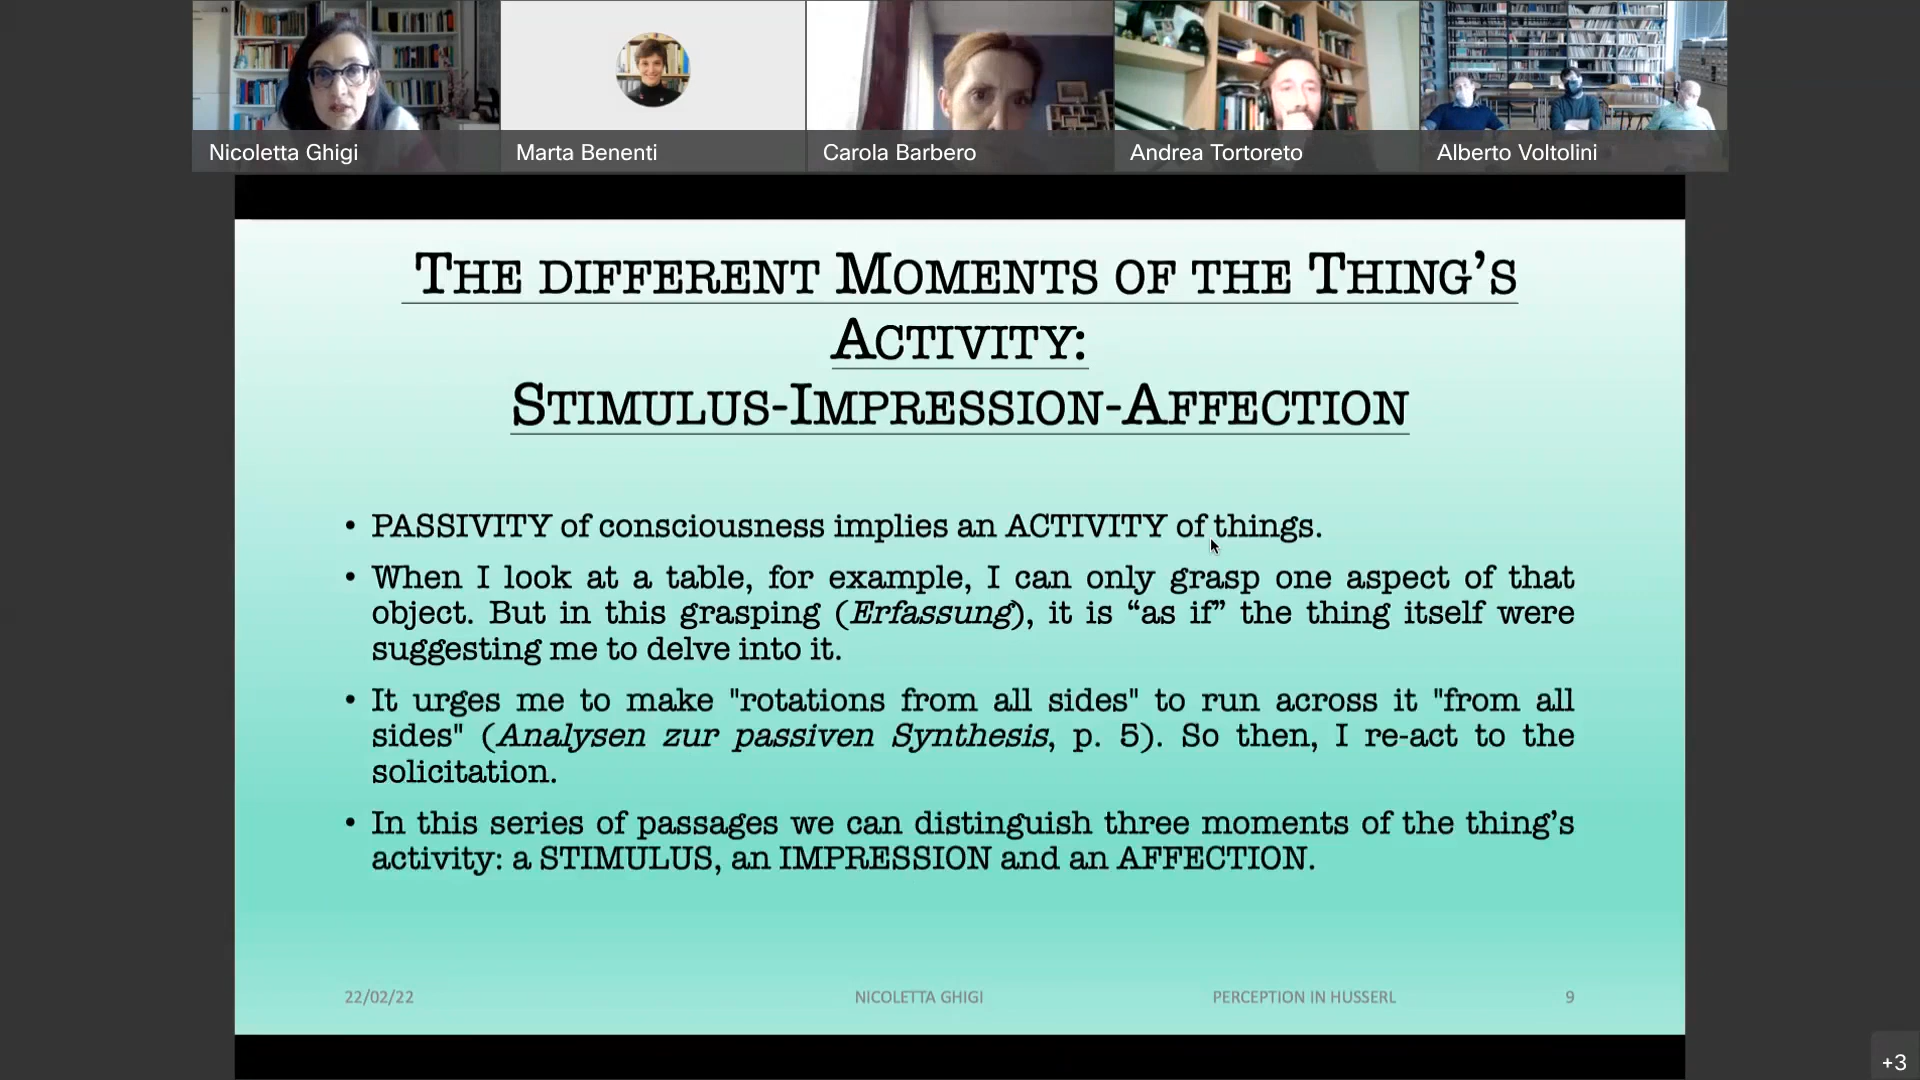 Nicoletta Ghigi
Marta Benenti
Carola Barbero
Andrea Tortoreto
Alberto Voltolini
THE DIFFERENT MOMENTS OF THE THING’S
ACTIVITY:
STIMULUS-IMPRESSION-AFFECTION
• PASSIVITY of consciousness implies an ACTIVITY of things.
• When I look at a table, for example, I can only grasp one aspect of that
object. But in this grasping (Erfassung), it is “as if” the thing itself were
suggesting me to delve into it.
• It urges me to make "rotations from all sides" to run across it "from all
sides" (Analysen zur passiven Synthesis, p. 5). So then, I re-act to the
solicitation.
• In this series of passages we can distinguish three moments of the thing’s
activity: a STIMULUS, an IMPRESSION and an AFFECTION.
22/02/22
NICOLETTA GHIGI
PERCEPTION IN HUSSERL
9
+3